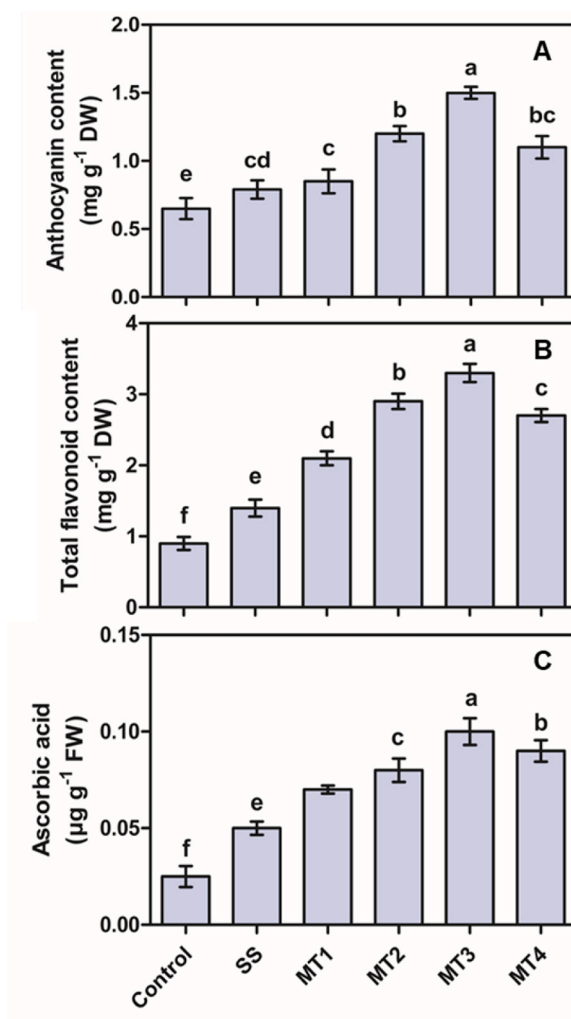 A
Anthocyanin content
(mg g⁻¹ DW)
2.0
1.5
1.0
0.5
0.0
e
cd
c
b
a
bc
B
Total flavonoid content
(mg g⁻¹ DW)
4
3
2
1
0
f
e
d
b
a
c
C
Ascorbic acid
(µg g⁻¹ FW)
0.15
0.10
0.05
0.00
f
e
c
a
b
Control
SS
MT1
MT2
MT3
MT4